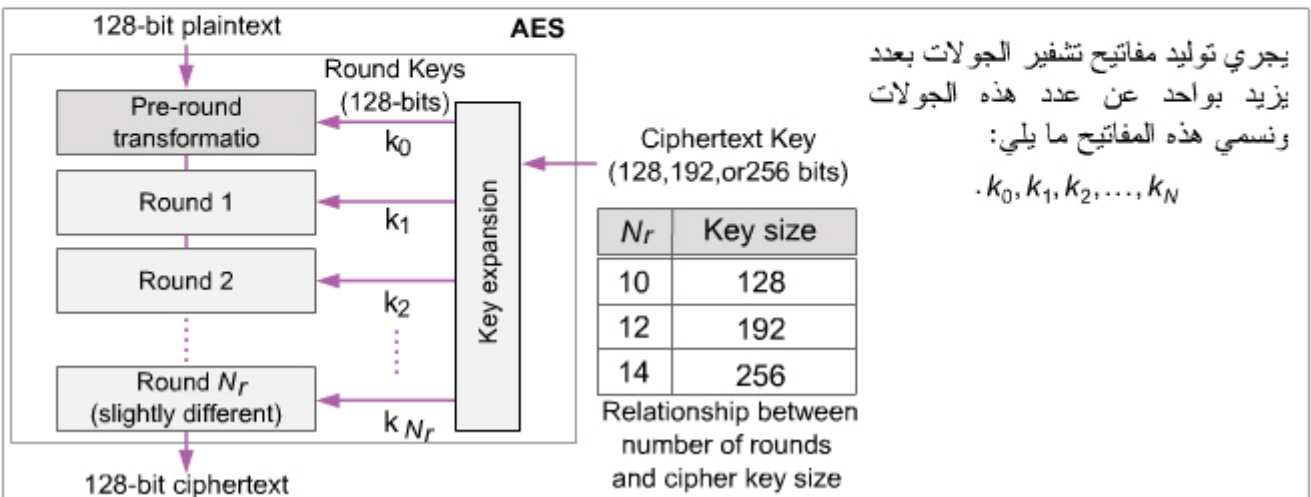 128-bit plaintext
AES
Round Keys
(128-bits)
Pre-round
transformatio
k0
Round 1
k1
Round 2
k2
Round Nr
(slightly different)
k Nr
Key expansion
128-bit ciphertext
Ciphertext Key
(128,192,or256 bits)
Nr Key size
10 128
12 192
14 256
Relationship between
number of rounds
and cipher key size
يجري توليد مفاتيح تشفير الجولات بعدد
يزيد بواحد عن عدد هذه الجولات
ونسمي هذه المفاتيح ما يلي:
.k0, k1, k2, ..., kN